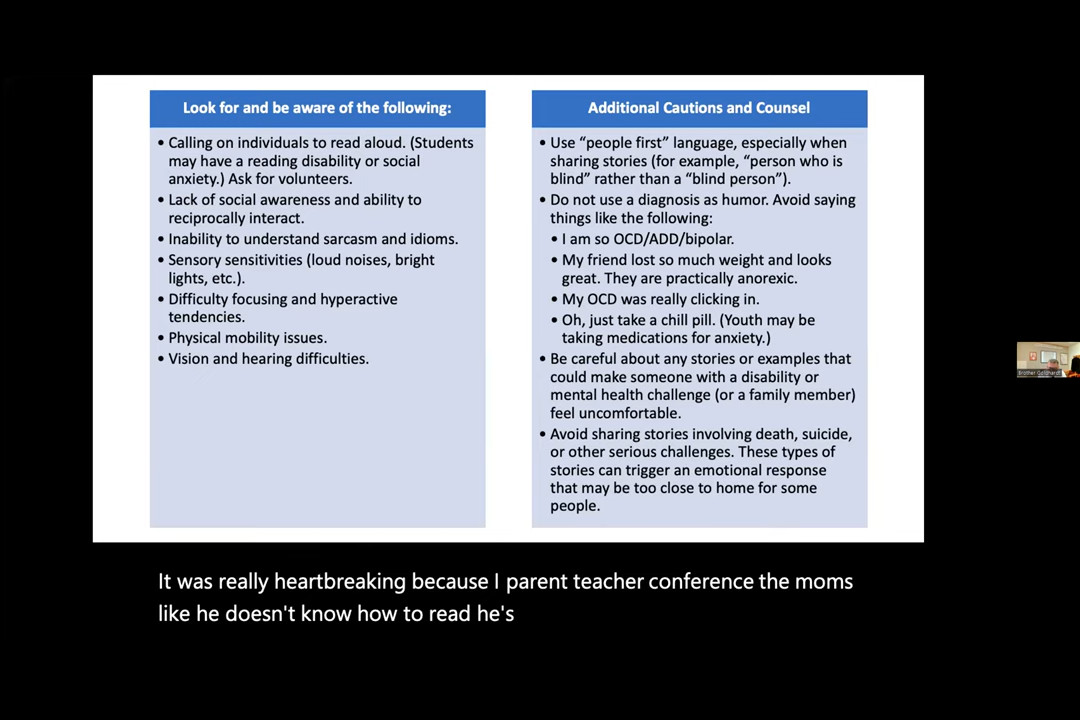 Look for and be aware of the following:
• Calling on individuals to read aloud. (Students
may have a reading disability or social
anxiety.) Ask for volunteers.
• Lack of social awareness and ability to
reciprocally interact.
• Inability to understand sarcasm and idioms.
• Sensory sensitivities (loud noises, bright
lights, etc.).
• Difficulty focusing and hyperactive
tendencies.
• Physical mobility issues.
• Vision and hearing difficulties.
Additional Cautions and Counsel
• Use “people first” language, especially when
sharing stories (for example, “person who is
blind” rather than a “blind person”).
• Do not use a diagnosis as humor. Avoid saying
things like the following:
• I am so OCD/ADD/bipolar.
• My friend lost so much weight and looks
great. They are practically anorexic.
• My OCD was really clicking in.
• Oh, just take a chill pill. (Youth may be
taking medications for anxiety.)
• Be careful about any stories or examples that
could make someone with a disability or
mental health challenge (or a family member)
feel uncomfortable.
• Avoid sharing stories involving death, suicide,
or other serious challenges. These types of
stories can trigger an emotional response
that may be too close to home for some
people.
Brother Goldhardt
It was really heartbreaking because I parent teacher conference the moms
like he doesn't know how to read he's